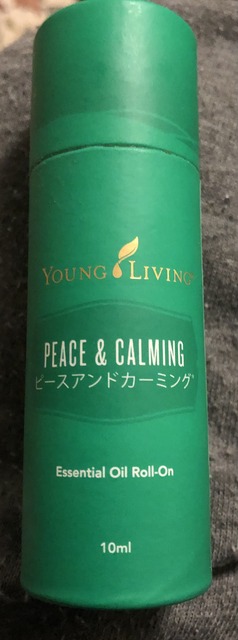 YOUNG LIVING™
PEACE & CALMING
ピースアンドカーミング®
Essential Oil Roll-On
10ml